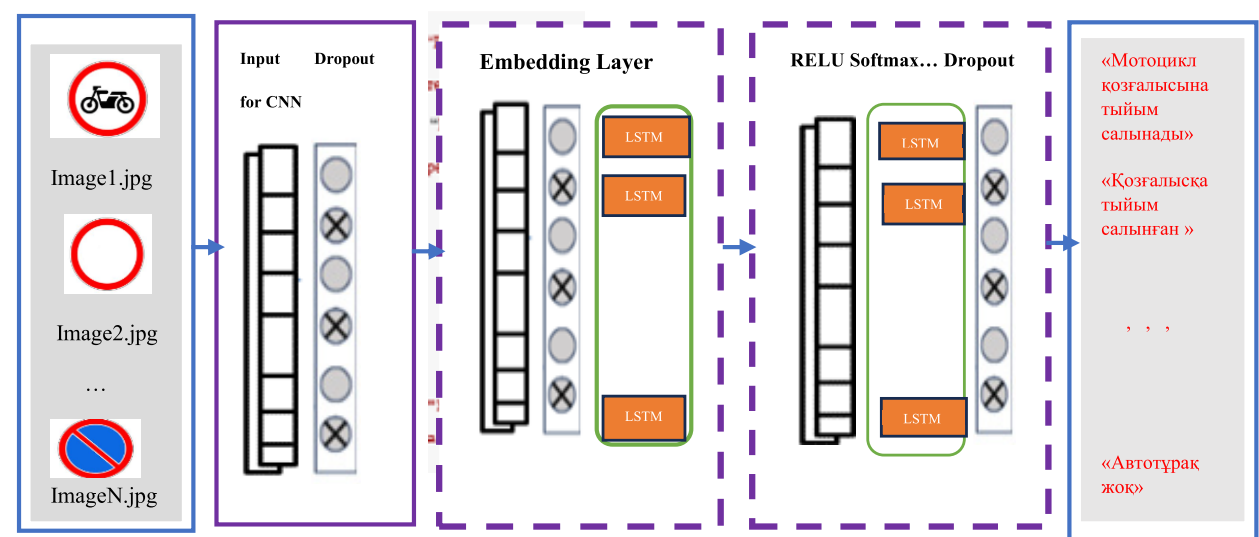 Image1.jpg
Image2.jpg
…
ImageN.jpg
Input Dropout
for CNN
Embedding Layer
LSTM
LSTM
LSTM
RELU Softmax… Dropout
LSTM
LSTM
LSTM
«Мотоцикл
қозғалысына
тыйым
салынады»
«Қозғалысқа
тыйым
салынған »
, , ,
«Автотұрақ
жоқ»